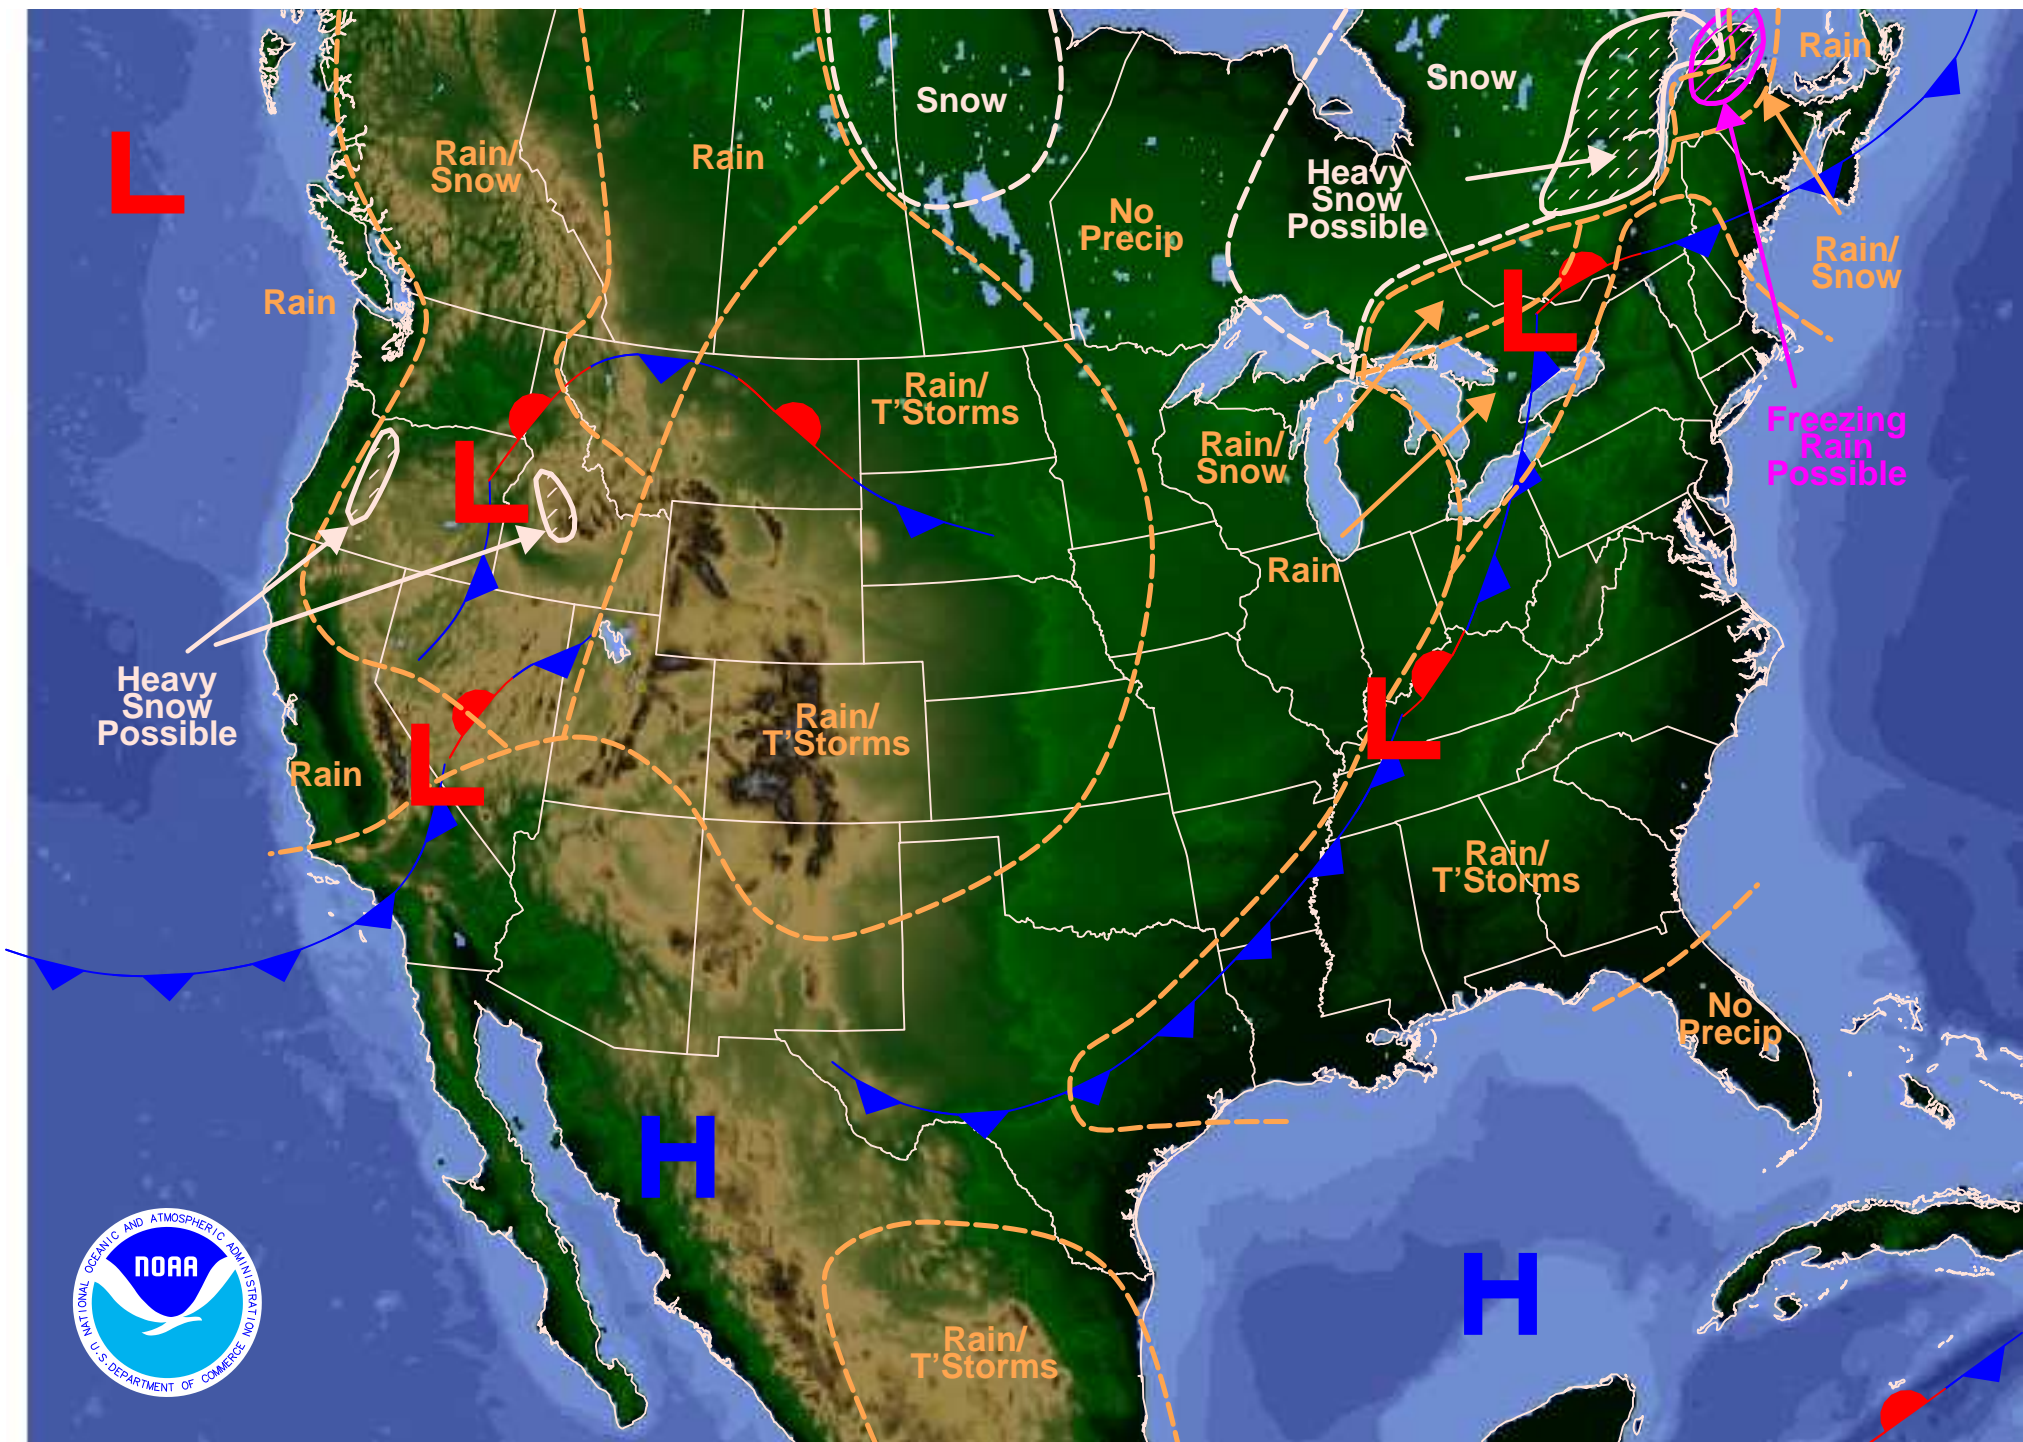 L
Rain/
Snow
Rain
Snow
Snow
Rain
Heavy
Snow
Possible
No
Precip
Rain/
Snow
Rain
L
Rain/
T'Storms
Freezing
Rain
Possible
Rain/
Snow
L
Rain
Heavy
Snow
Possible
L
Rain/
T'Storms
L
Rain
Rain/
T'Storms
No
Precip
H
H
Rain/
T'Storms
NATIONAL OCEANIC AND ATMOSPHERIC ADMINISTRATION
NOAA
U.S. DEPARTMENT OF COMMERCE